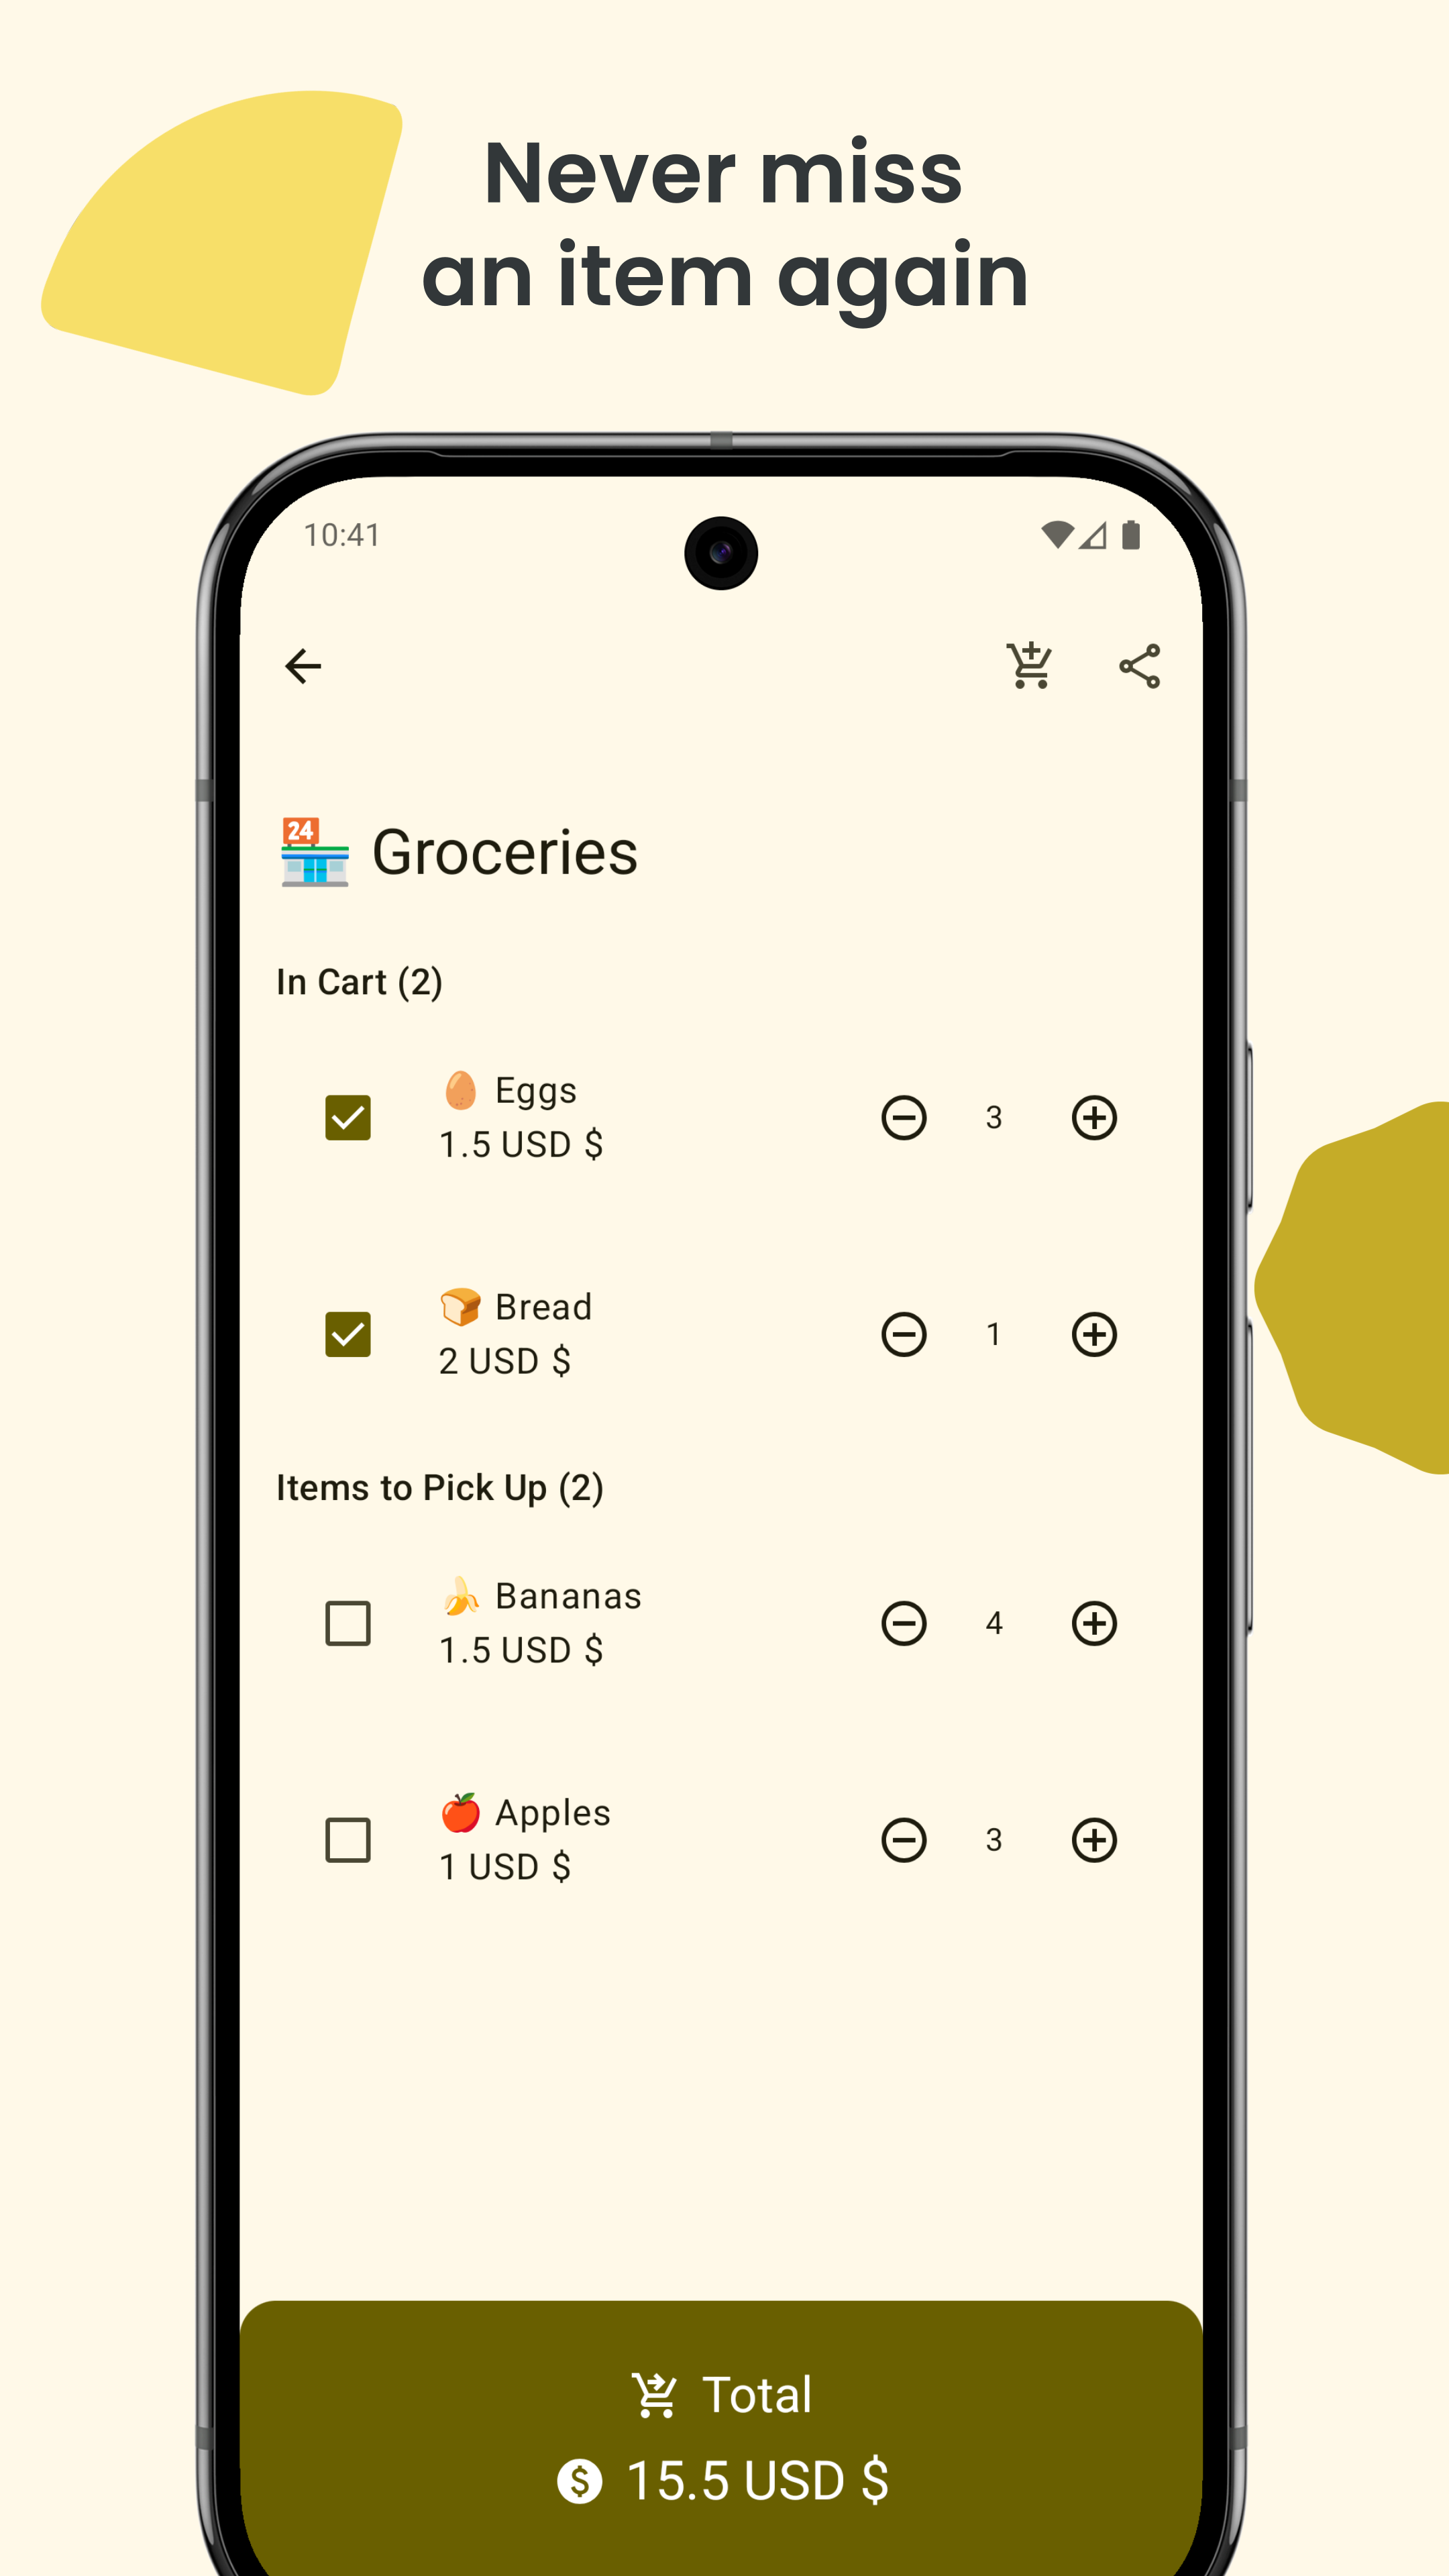 Never miss
an item again
10:41
24
Groceries
In Cart (2)
Eggs
1.5 USD $
3
Bread
2 USD $
1
Items to Pick Up (2)
Bananas
1.5 USD $
4
Apples
1 USD $
3
Total
$ 15.5 USD $